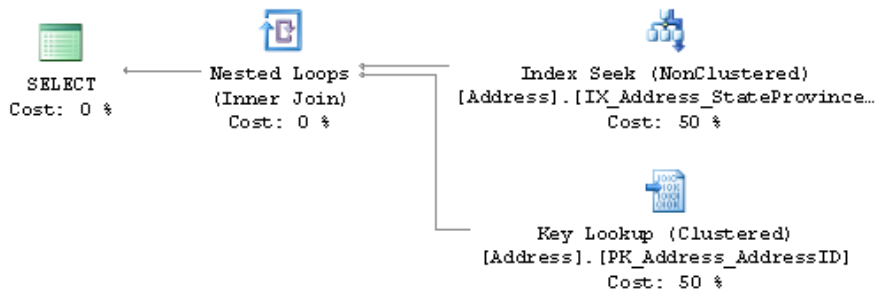 SELECT
Cost: 0 %
Nested Loops
(Inner Join)
Cost: 0 %
Index Seek (NonClustered)
[Address].[IX_Address_StateProvince…
Cost: 50 %
Key Lookup (Clustered)
[Address].[PK_Address_AddressID]
Cost: 50 %